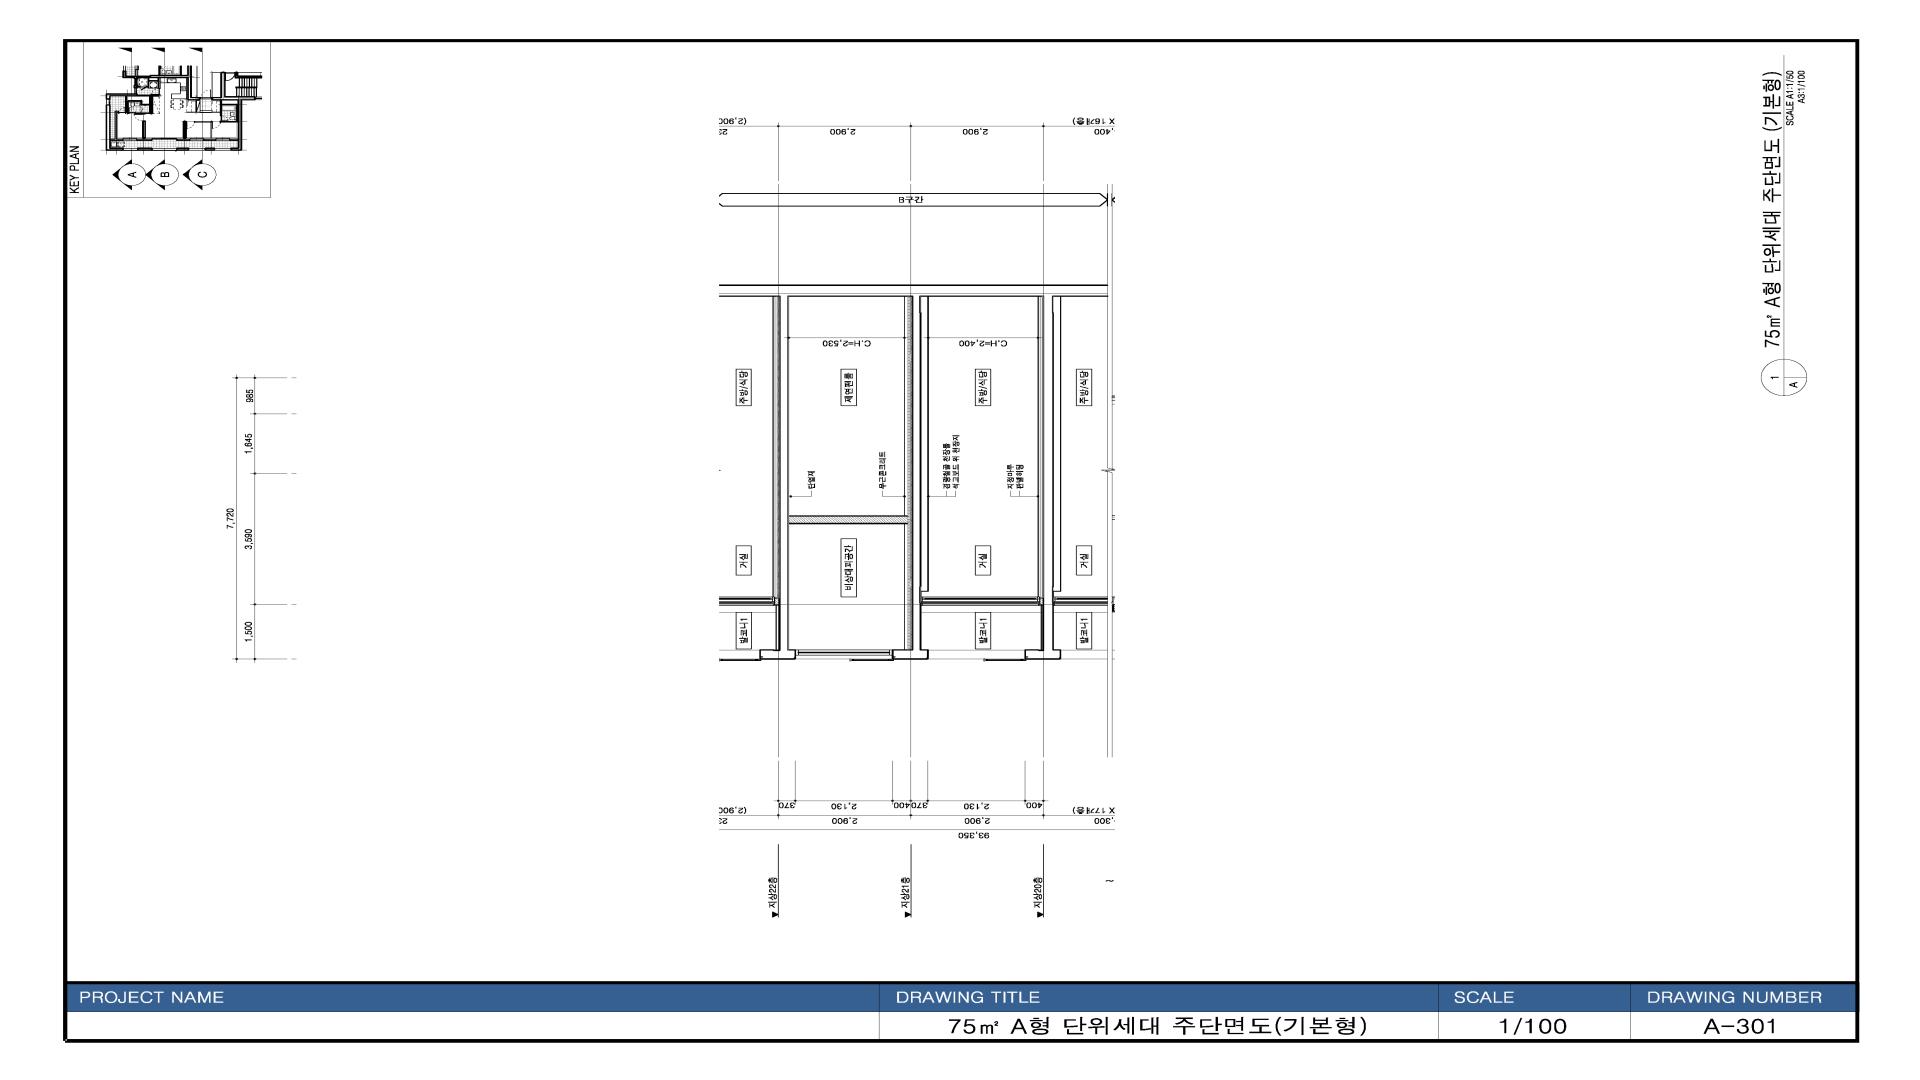 KEY PLAN
A
B
C
75㎡ A형 단위세대 주단면도 (기본형)
SCALE A1:1/50
A3:1/100
1
A
2,900)
2,900
2,900
X 16개층)
B구간
C.H=2,530
C.H=2,400
주방/식당
제연휀룸
주방/식당
주방/식당
단열재
무근콘크리트
경량철골 천장틀
석고보드 위 천장지
지정마루
판넬히팅
거실
비상대피공간
거실
거실
발코니1
발코니1
발코니1
985
1,645
3,590
1,500
7,720
370
2,130
400
370
2,130
400
(2,900
2,900
2,900
X 17개층)
93,350
지상22층
지상21층
지상20층
~
PROJECT NAME
DRAWING TITLE
SCALE
DRAWING NUMBER
75㎡ A형 단위세대 주단면도(기본형)
1/100
A-301